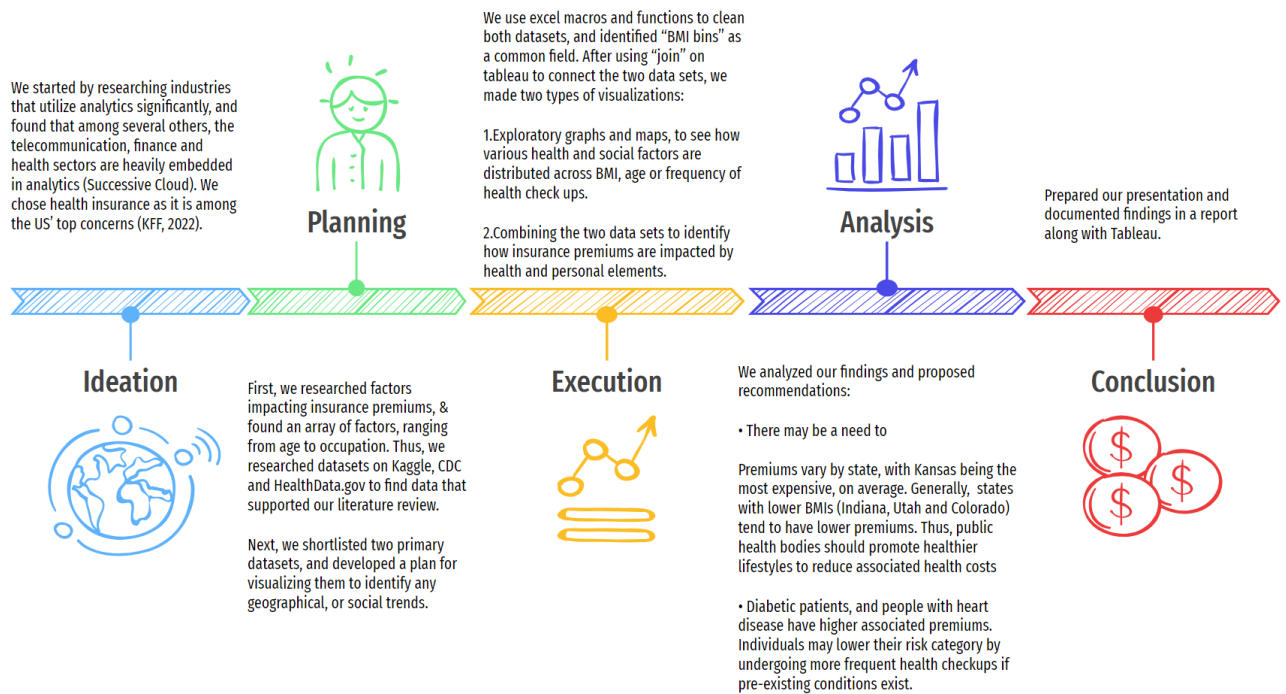 We started by researching industries
that utilize analytics significantly, and
found that among several others, the
telecommunication, finance and
health sectors are heavily embedded
in analytics (Successive Cloud). We
chose health insurance as it is among
the US' top concerns (KFF, 2022).
Ideation
Planning
First, we researched factors
impacting insurance premiums, &
found an array of factors, ranging
from age to occupation. Thus, we
researched datasets on Kaggle, CDC
and HealthData.gov to find data that
supported our literature review.
Next, we shortlisted two primary
datasets, and developed a plan for
visualizing them to identify any
geographical, or social trends.
We use excel macros and functions to clean
both datasets, and identified “BMI bins” as
a common field. After using “join” on
tableau to connect the two data sets, we
made two types of visualizations:
1.Exploratory graphs and maps, to see how
various health and social factors are
distributed across BMI, age or frequency of
health check ups.
2.Combining the two data sets to identify
how insurance premiums are impacted by
health and personal elements.
Execution
Analysis
We analyzed our findings and proposed
recommendations:
• There may be a need to
Premiums vary by state, with Kansas being the
most expensive, on average. Generally, states
with lower BMIs (Indiana, Utah and Colorado)
tend to have lower premiums. Thus, public
health bodies should promote healthier
lifestyles to reduce associated health costs
• Diabetic patients, and people with heart
disease have higher associated premiums.
Individuals may lower their risk category by
undergoing more frequent health checkups if
pre-existing conditions exist.
Prepared our presentation and
documented findings in a report
along with Tableau.
Conclusion
$
$
$